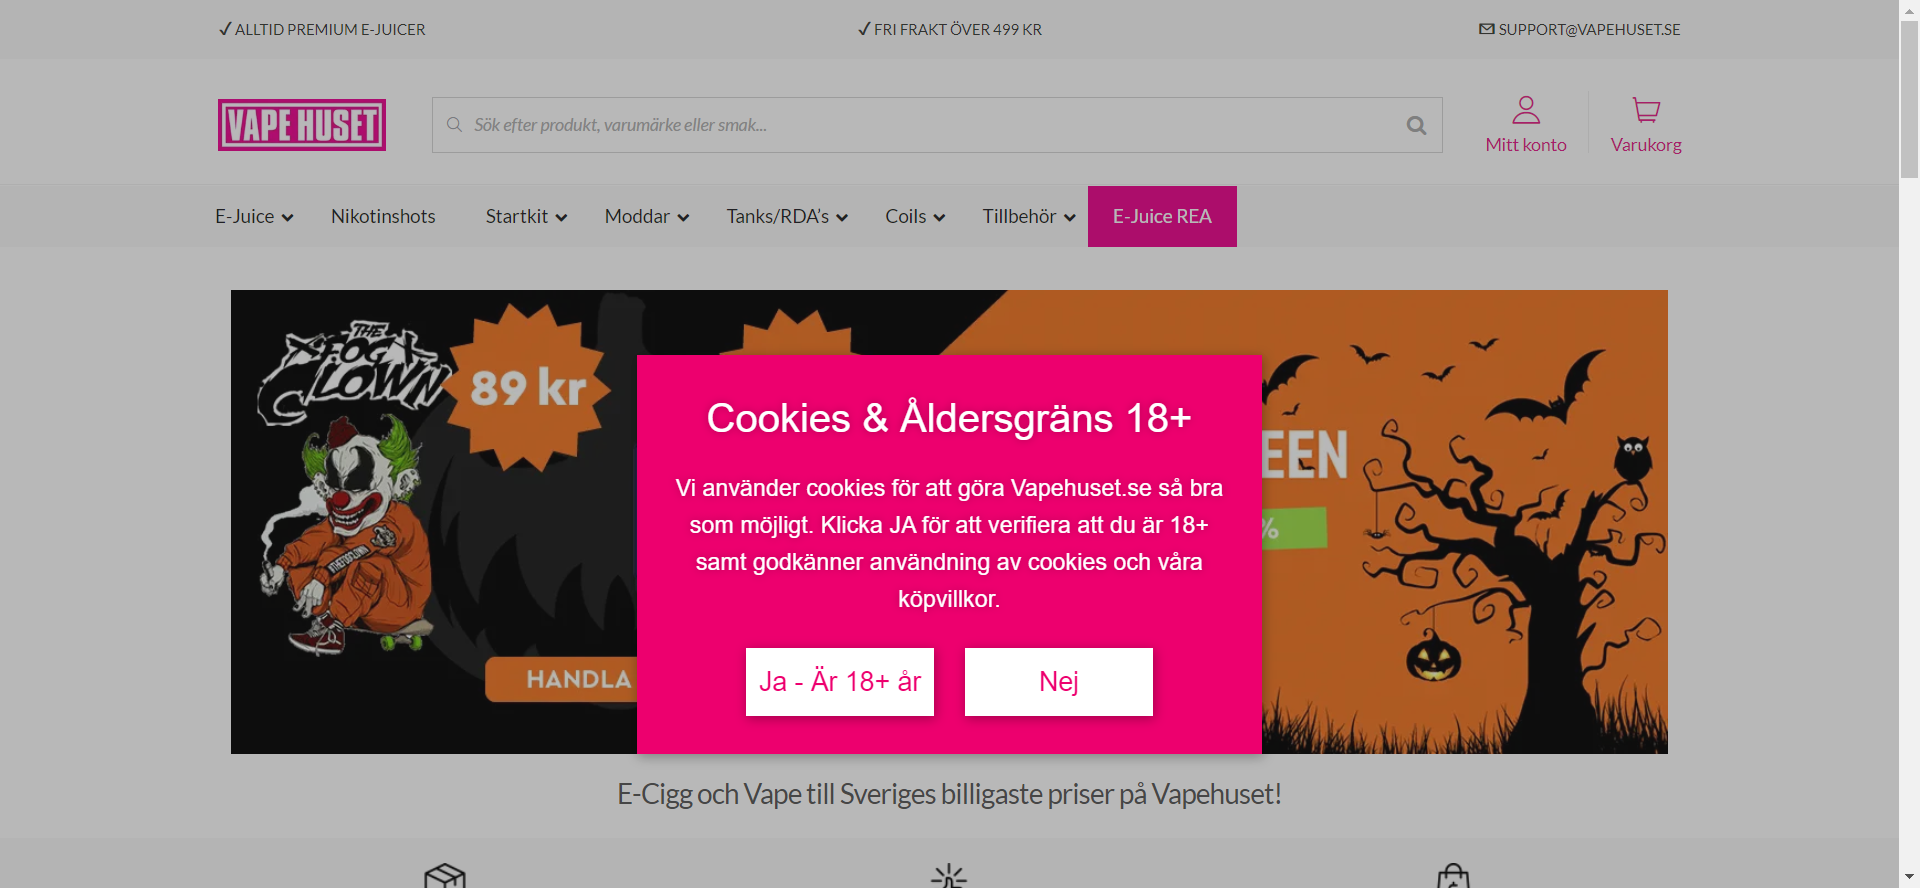 ALLTID PREMIUM E-JUICER
FRI FRAKT ÖVER 499 KR
SUPPORT@VAPEHUSET.SE
VAPE HUSET
Sök efter produkt, varumärke eller smak...
Mitt konto
Varukorg
E-Juice
Nikotinshots
Startkit
Moddar
Tanks/RDA's
Coils
Tillbehör
E-Juice REA
THE
FOG
CLOWN
89 kr
#THEFOGCLOWN
HANDLA
EEN
%
Cookies & Åldersgräns 18+
Vi använder cookies för att göra Vapehuset.se så bra
som möjligt. Klicka JA för att verifiera att du är 18+
samt godkänner användning av cookies och våra
köpvillkor.
Ja - Är 18+ år
Nej
E-Cigg och Vape till Sveriges billigaste priser på Vapehuset!